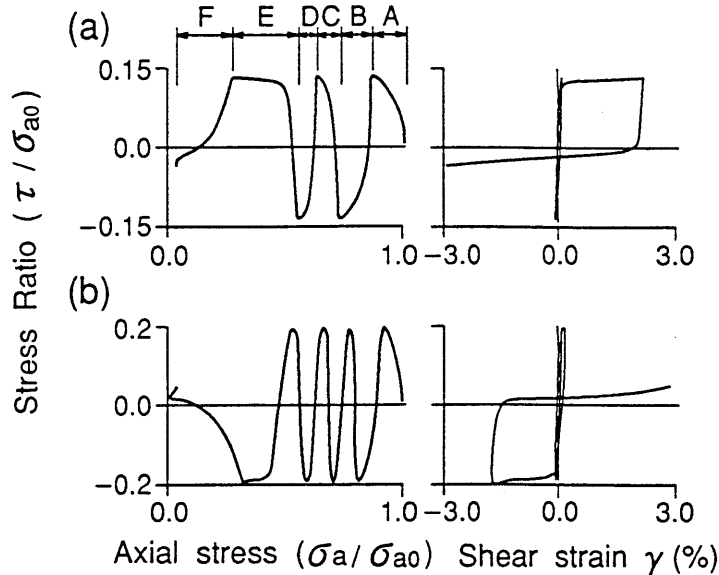 (a)
F E D C B A
0.15
0.0
−0.15
0.0 1.0 −3.0 0.0 3.0
(b)
0.2
0.0
−0.2
0.0 1.0 −3.0 0.0 3.0
Stress Ratio (τ/σa0)
Axial stress (σa/σa0) Shear strain γ (%)